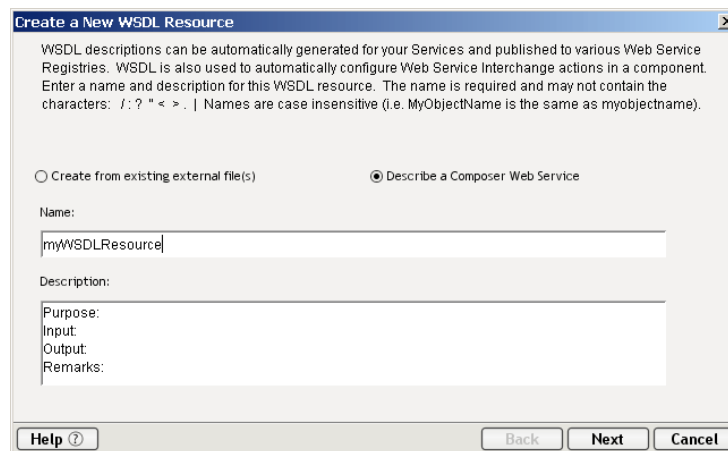 Create a New WSDL Resource
WSDL descriptions can be automatically generated for your Services and published to various Web Service
Registries. WSDL is also used to automatically configure Web Service Interchange actions in a component.
Enter a name and description for this WSDL resource. The name is required and may not contain the
characters: / : ? " < > . | Names are case insensitive (i.e. MyObjectName is the same as myobjectname).
Create from existing external file(s) Describe a Composer Web Service
Name:
myWSDLResource
Description:
Purpose:
Input:
Output:
Remarks:
Help ? Back Next Cancel